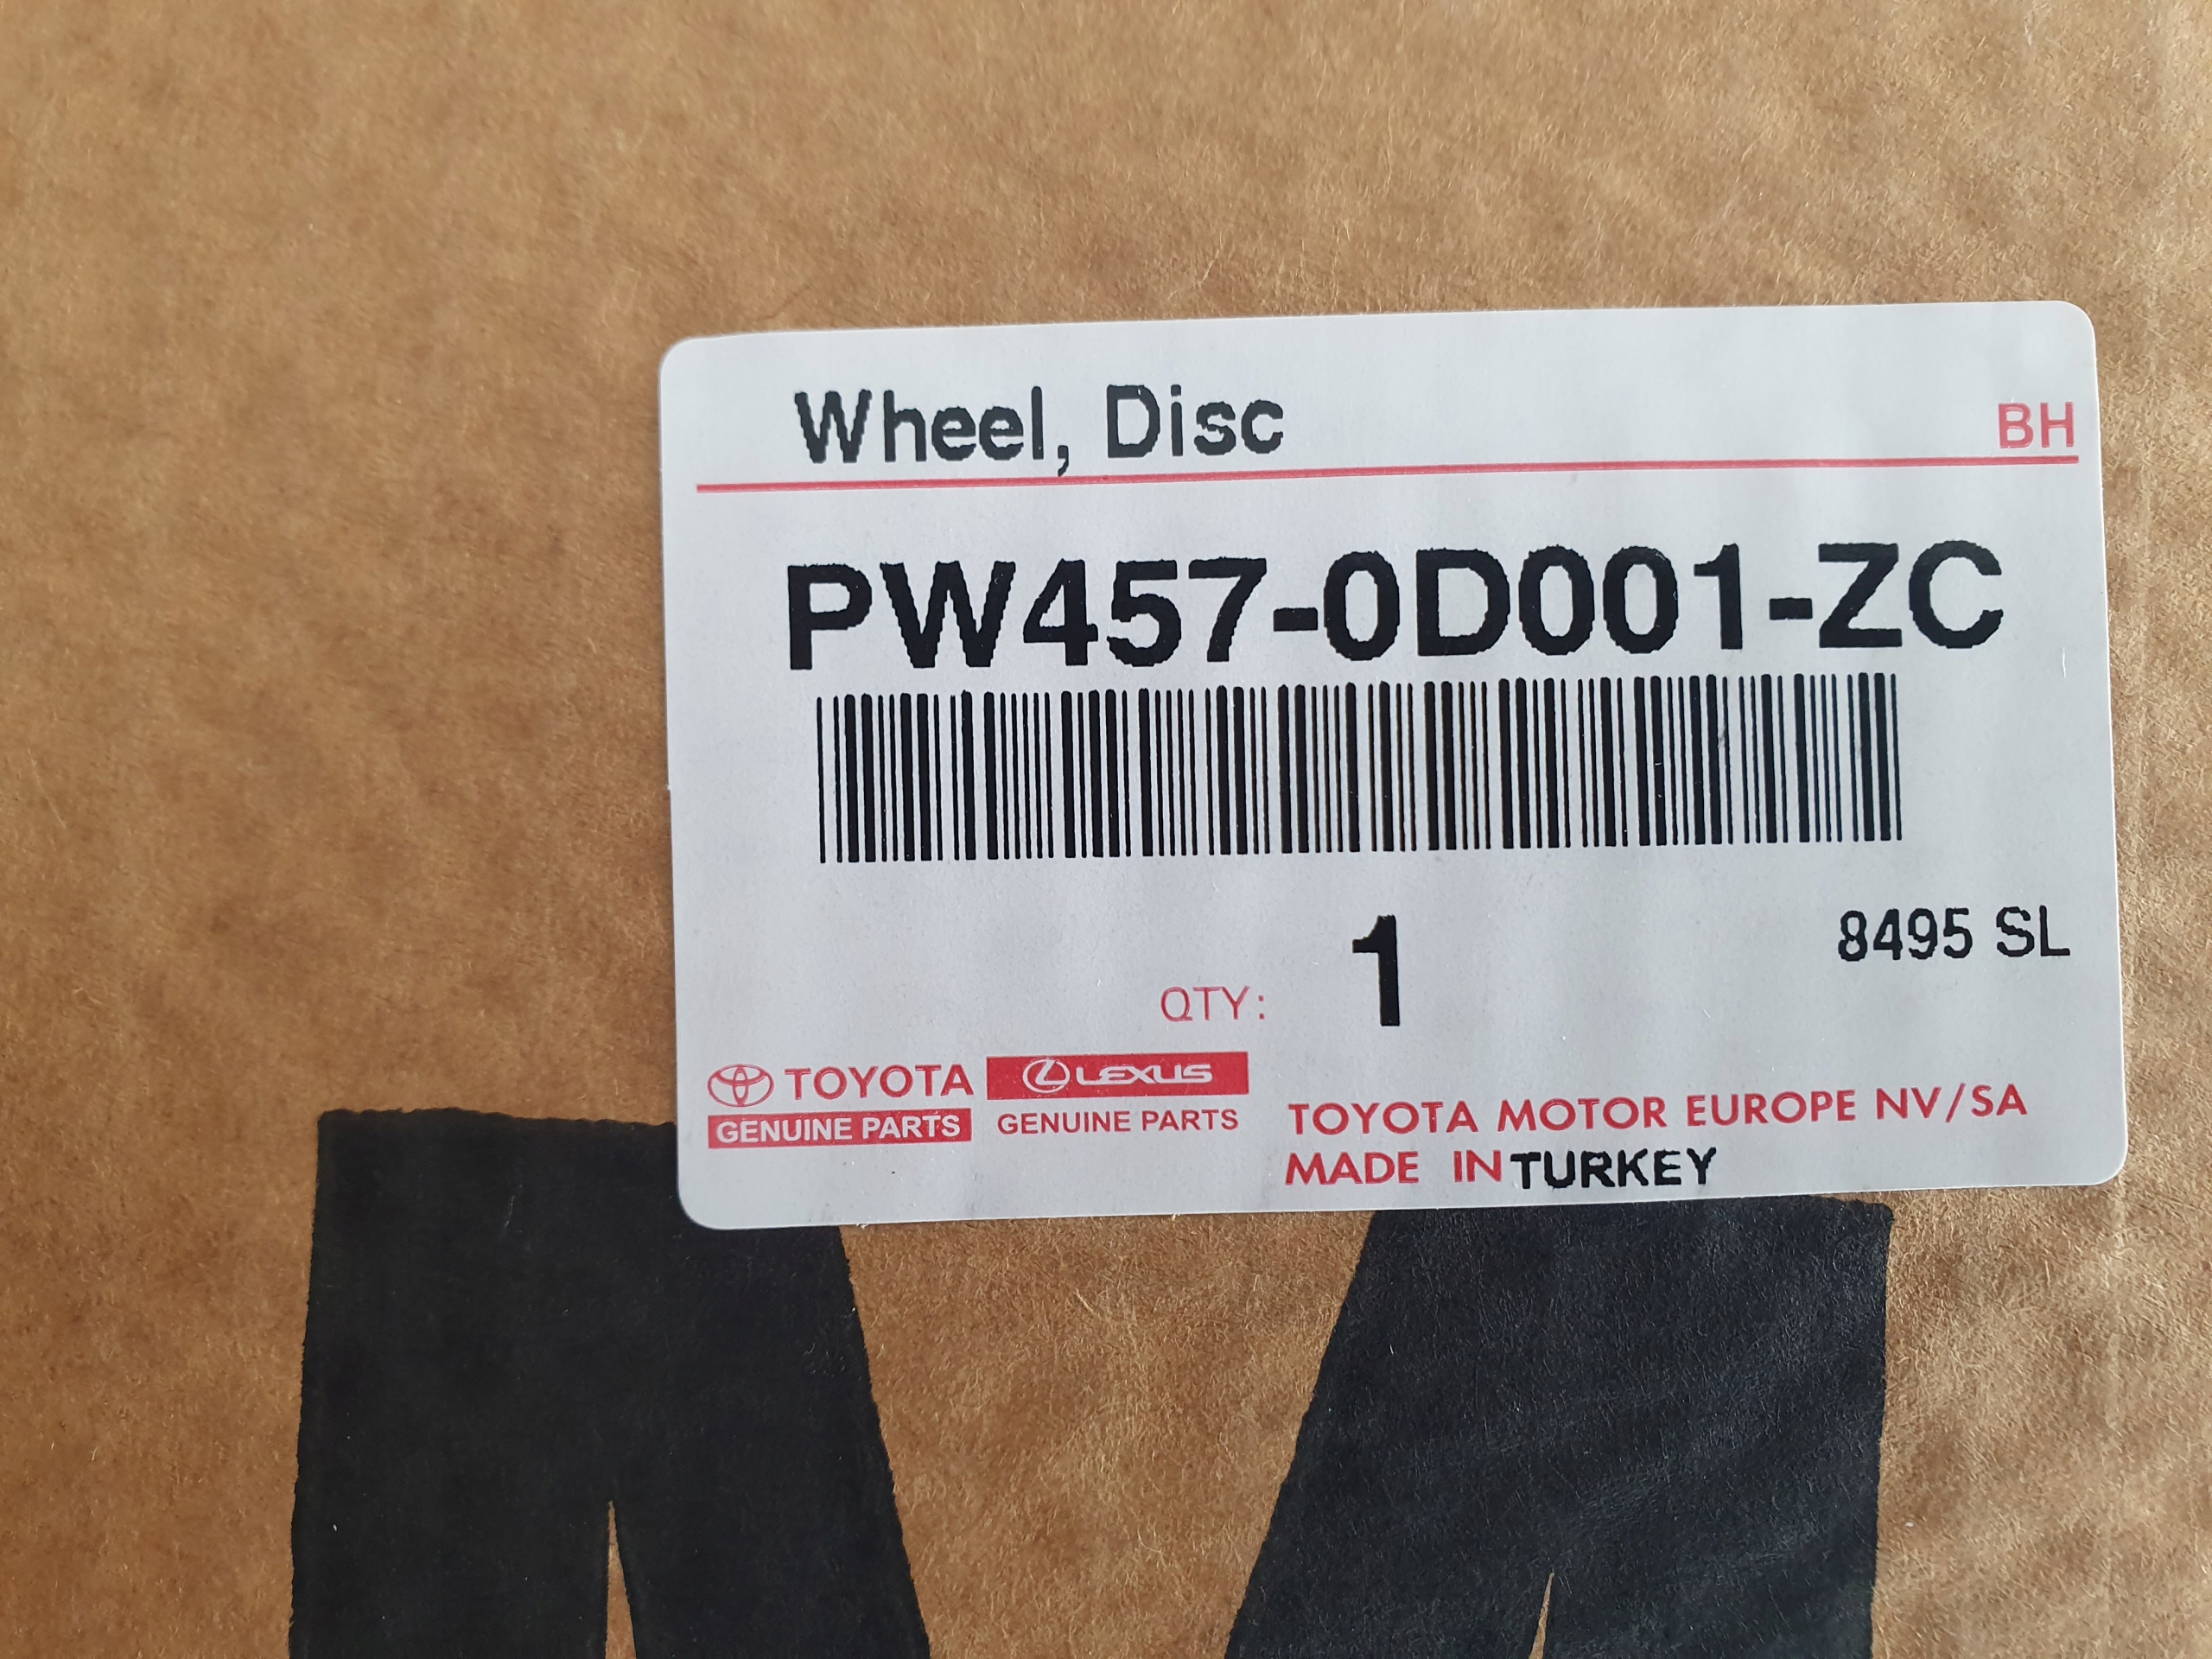 Wheel, Disc BH
PW457-0D001-ZC
8495 SL
QTY: 1
TOYOTA LEXUS
GENUINE PARTS GENUINE PARTS
TOYOTA MOTOR EUROPE NV/SA
MADE IN TURKEY